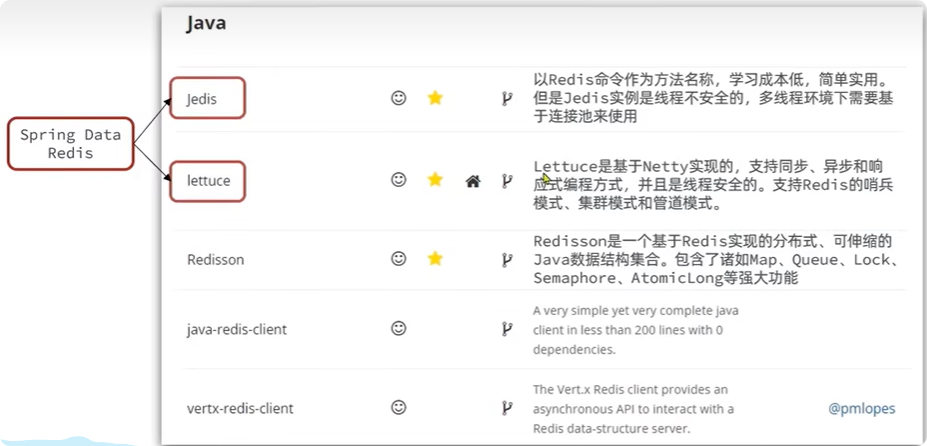 Java
Spring Data
Redis
Jedis
以Redis命令作为方法名称，学习成本低，简单实用。
但是Jedis实例是线程不安全的，多线程环境下需要基
于连接池来使用
lettuce
Lettuce是基于Netty实现的，支持同步、异步和响
应式编程方式，并且是线程安全的。支持Redis的哨兵
模式、集群模式和管道模式。
Redisson
Redisson是一个基于Redis实现的分布式、可伸缩的
Java数据结构集合。包含了诸如Map、Queue、Lock、
Semaphore、AtomicLong等强大功能
java-redis-client
A very simple yet very complete java
client in less than 200 lines with 0
dependencies.
vertx-redis-client
The Vert.x Redis client provides an
asynchronous API to interact with a
Redis data-structure server.
@pmlopes